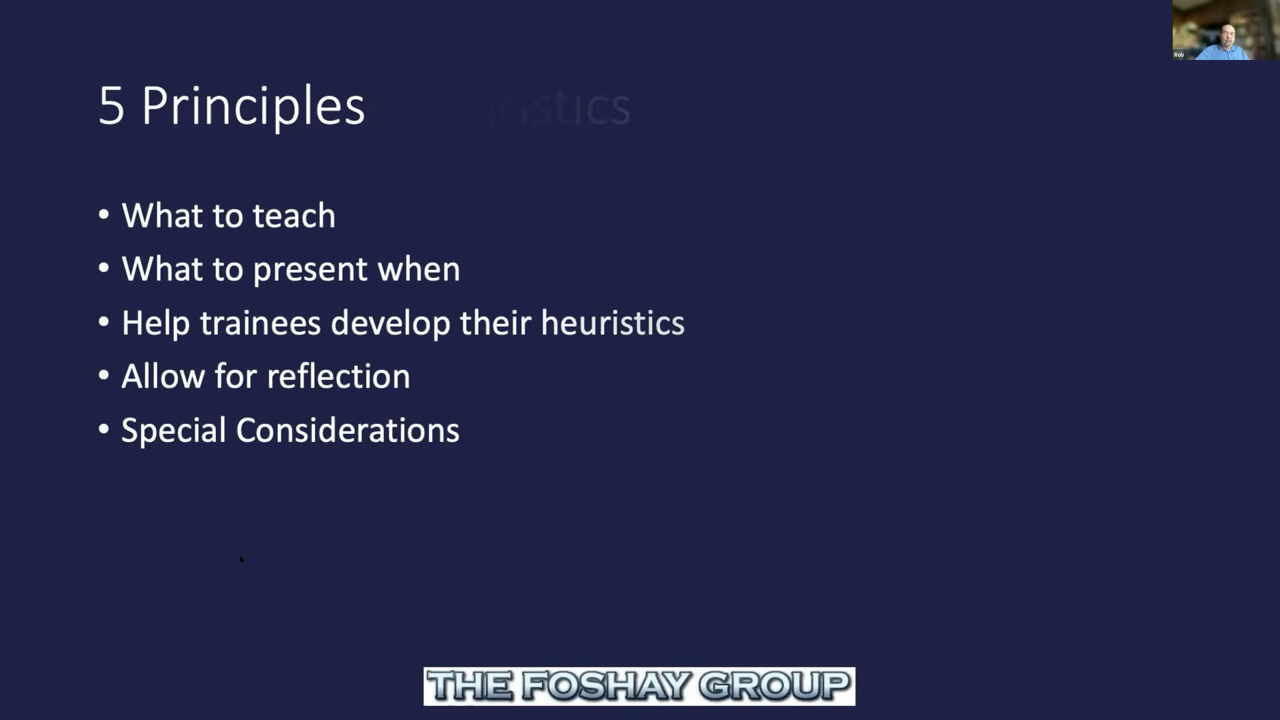 Rob
5 Principles
• What to teach
• What to present when
• Help trainees develop their heuristics
• Allow for reflection
• Special Considerations
THE FOSHAY GROUP